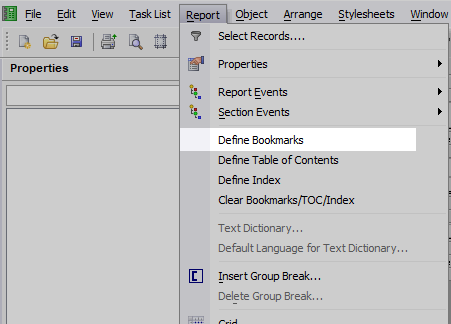 File Edit View Task List Report Object Arrange Stylesheets Window
Select Records....
Properties
Properties
Report Events
Section Events
Define Bookmarks
Define Table of Contents
Define Index
Clear Bookmarks/TOC/Index
Text Dictionary...
Default Language for Text Dictionary...
Insert Group Break...
Delete Group Break...
Grid